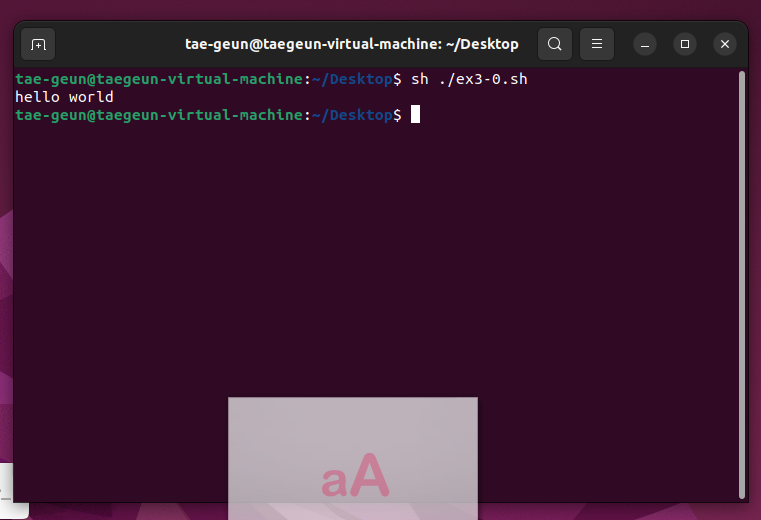 tae-geun@taegeun-virtual-machine: ~/Desktop
tae-geun@taegeun-virtual-machine:~/Desktop$ sh ./ex3-0.sh
hello world
tae-geun@taegeun-virtual-machine:~/Desktop$
aA